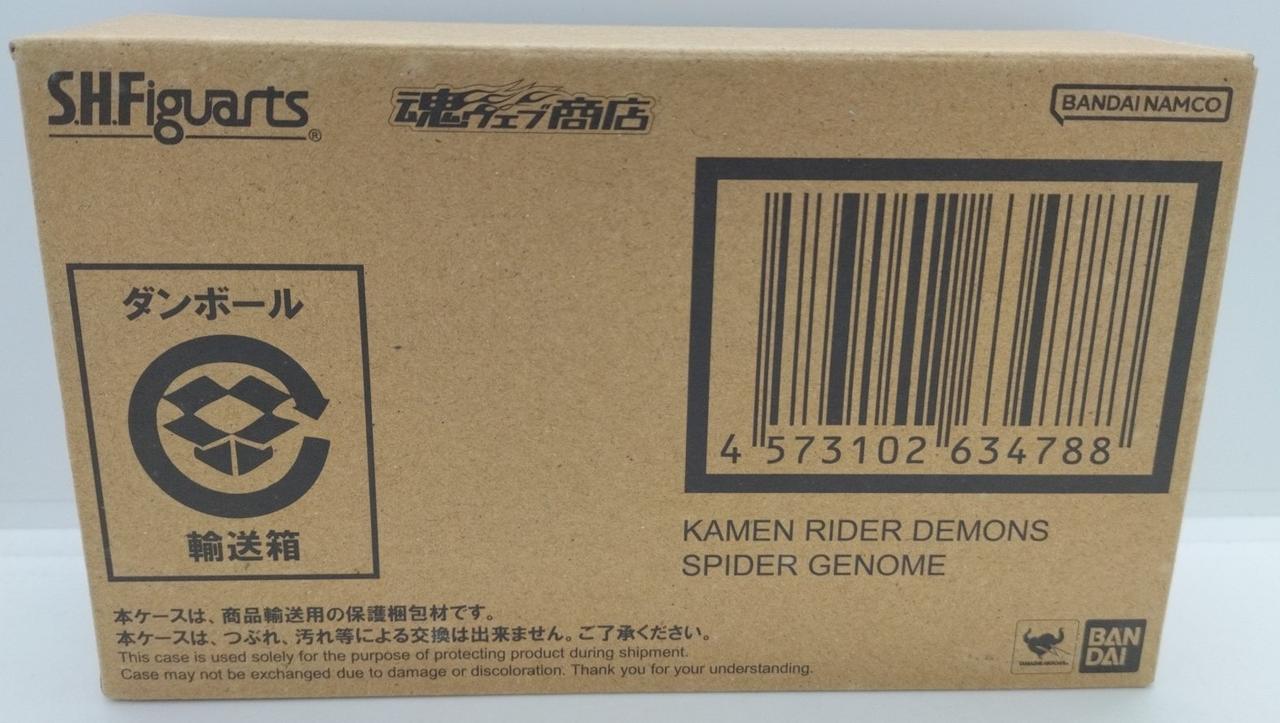 S.H.Figuarts®
魂ウェブ商店
BANDAI NAMCO
ダンボール
輸送箱
4 573102 634788
KAMEN RIDER DEMONS
SPIDER GENOME
本ケースは、商品輸送用の保護梱包材です。
本ケースは、つぶれ、汚れ等による交換は出来ません。ご了承ください。
This case is used solely for the purpose of protecting product during shipment.
Case may not be exchanged due to damage or discoloration. Thank you for your understanding.
TAMASHII NATIONS
BAN
DAI